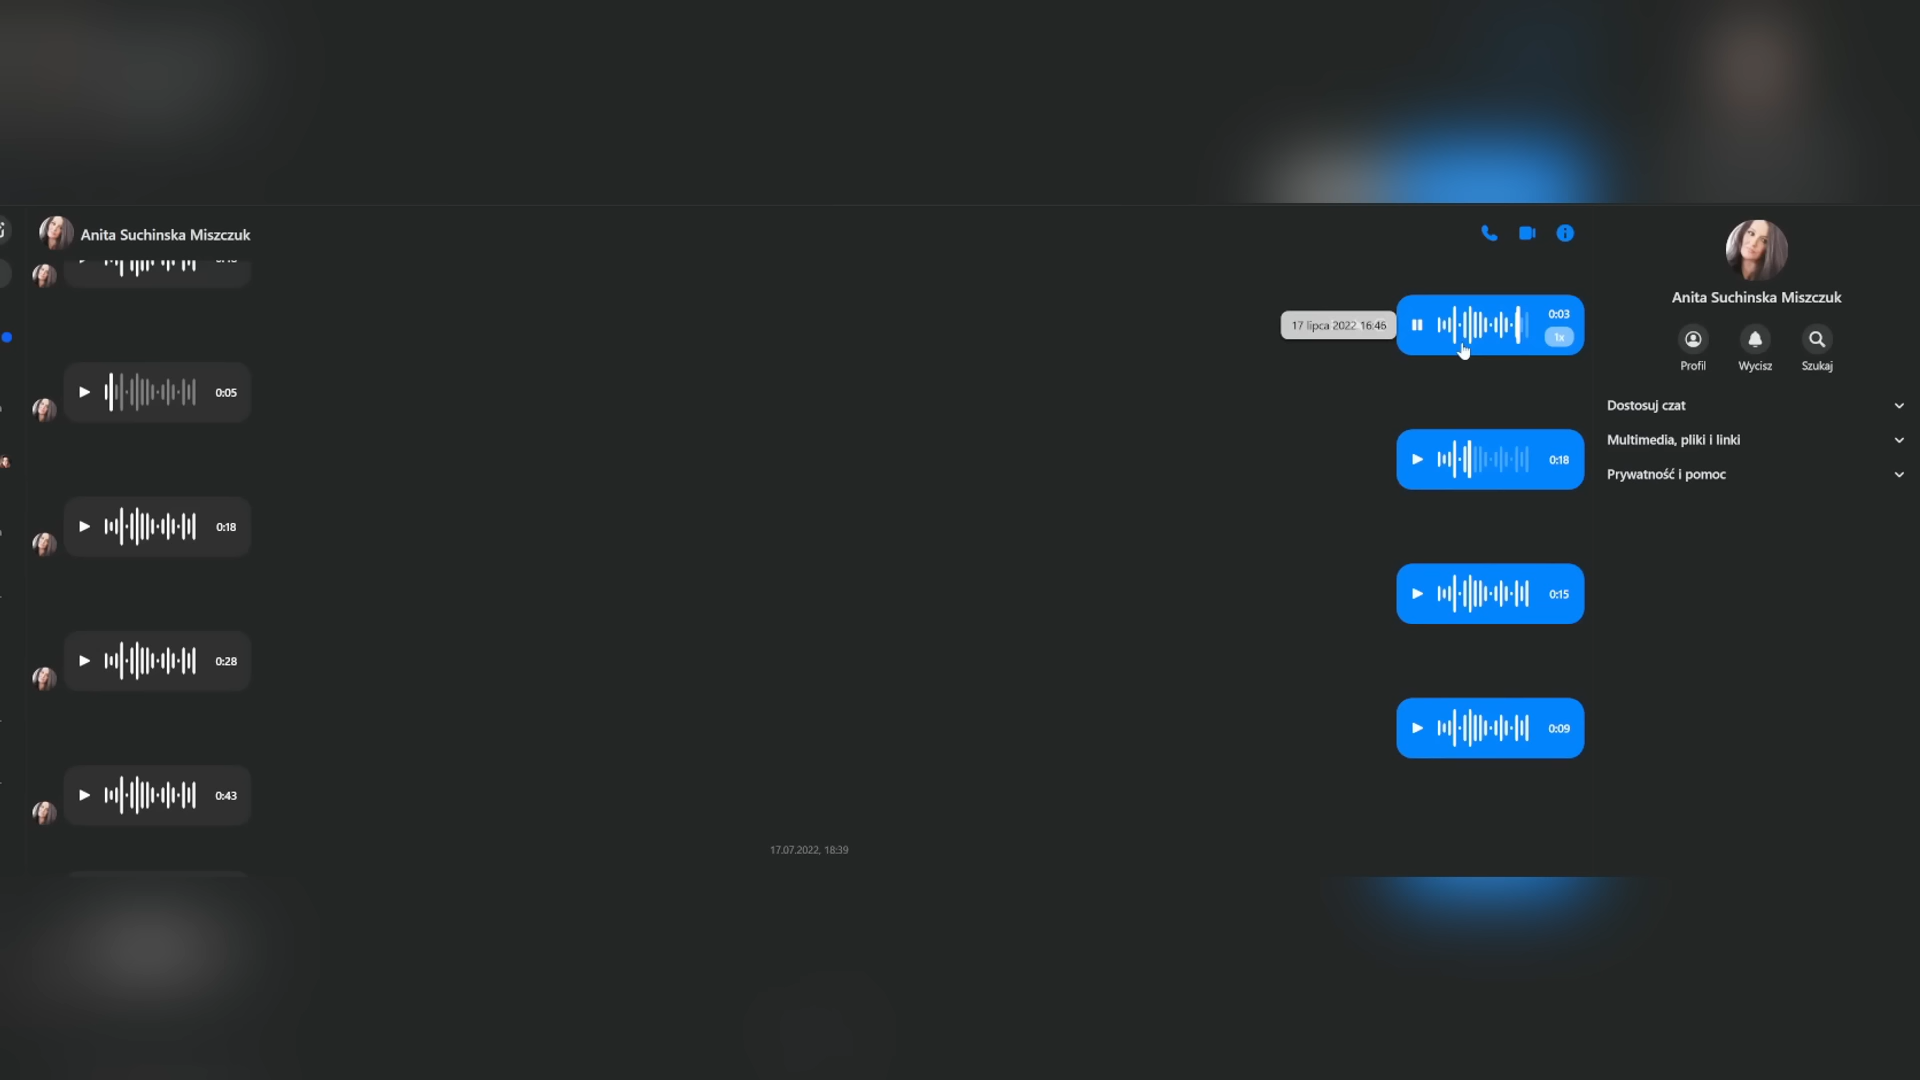 Anita Suchinska Miszczuk
17 lipca 2022 16:46
0:03
1x
0:05
0:18
0:18
0:15
0:28
0:09
0:43
17.07.2022, 18:39
Anita Suchinska Miszczuk
Profil
Wycisz
Szukaj
Dostosuj czat
Multimedia, pliki i linki
Prywatność i pomoc